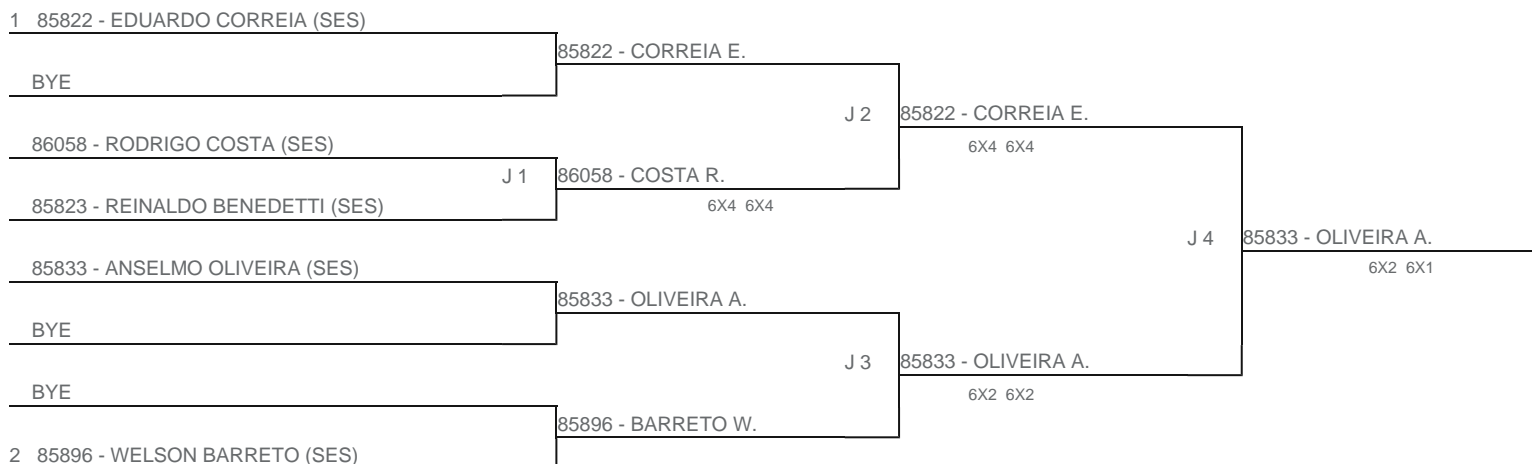 1 85822 - EDUARDO CORREIA (SES)
85822 - CORREIA E.
BYE
J 2
85822 - CORREIA E.
6X4 6X4
86058 - RODRIGO COSTA (SES)
J 1
86058 - COSTA R.
6X4 6X4
85823 - REINALDO BENEDETTI (SES)
J 4
85833 - OLIVEIRA A.
6X2 6X1
85833 - ANSELMO OLIVEIRA (SES)
85833 - OLIVEIRA A.
BYE
J 3
85833 - OLIVEIRA A.
6X2 6X2
BYE
85896 - BARRETO W.
2 85896 - WELSON BARRETO (SES)